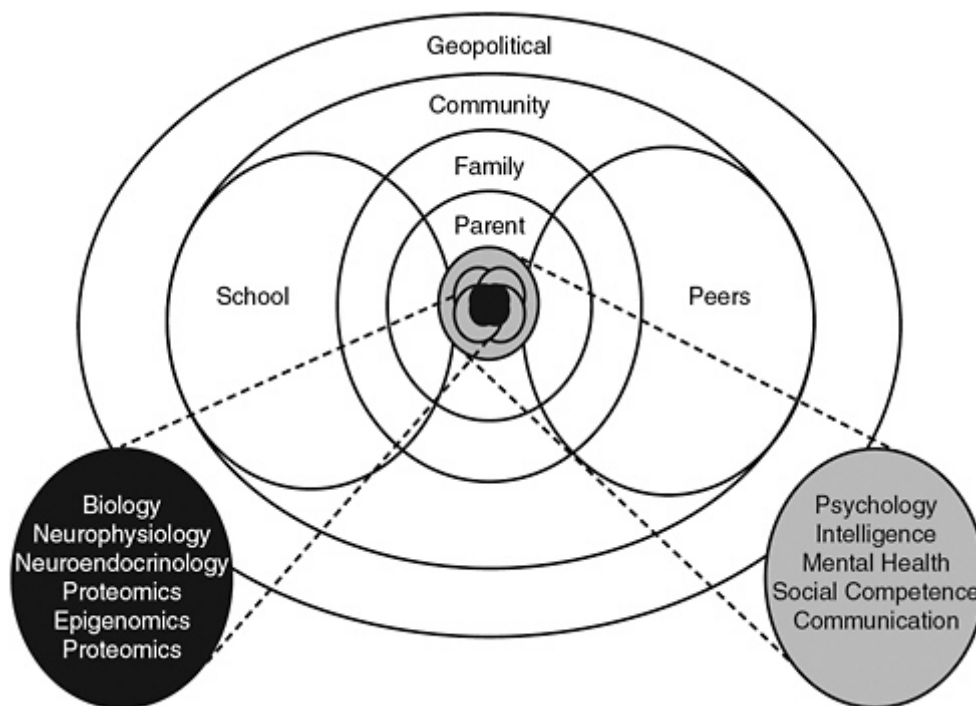 Geopolitical
Community
Family
Parent
School
Peers
Biology
Neurophysiology
Neuroendocrinology
Proteomics
Epigenomics
Proteomics
Psychology
Intelligence
Mental Health
Social Competence
Communication